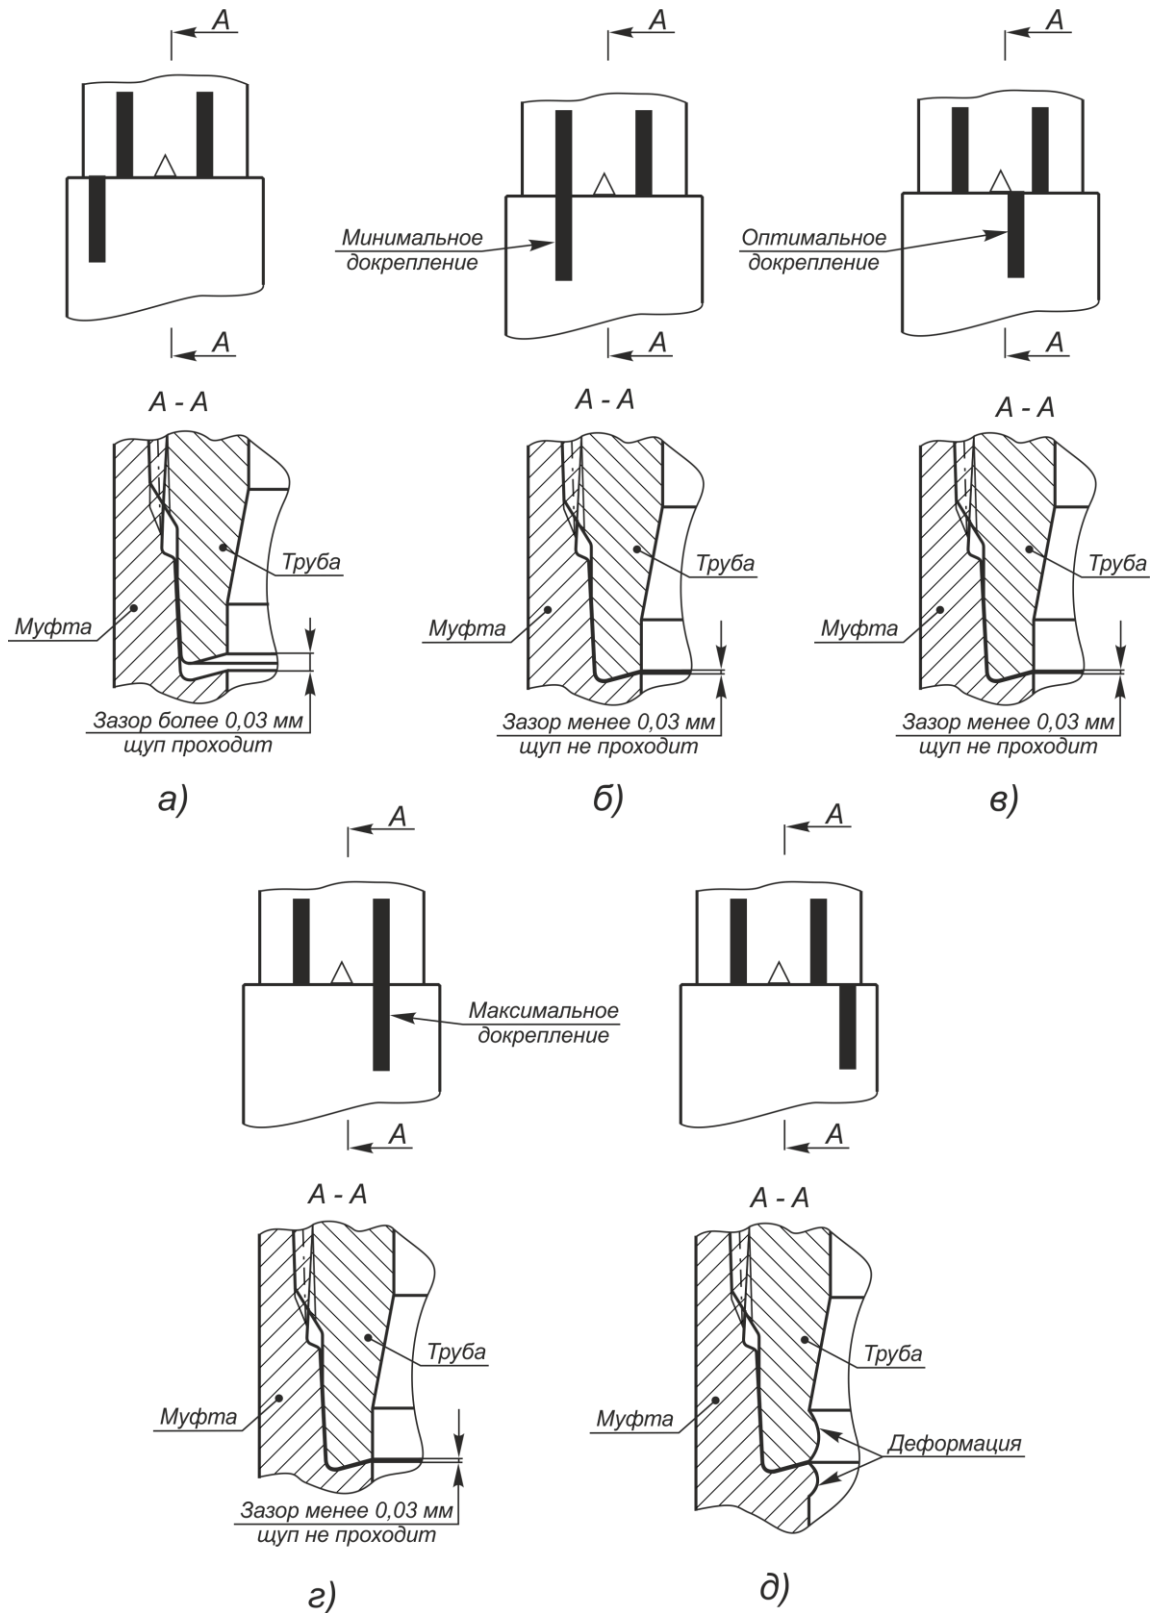 А
А
А
Минимальное
докрепление
Оптимальное
докрепление
А
А
А
А - А
А - А
А - А
Труба
Труба
Труба
Муфта
Муфта
Муфта
Зазор более 0,03 мм
щуп проходит
Зазор менее 0,03 мм
щуп не проходит
Зазор менее 0,03 мм
щуп не проходит
а)
б)
в)
А
А
Максимальное
докрепление
А
А
А - А
А - А
Труба
Труба
Муфта
Муфта
Деформация
Зазор менее 0,03 мм
щуп не проходит
г)
д)